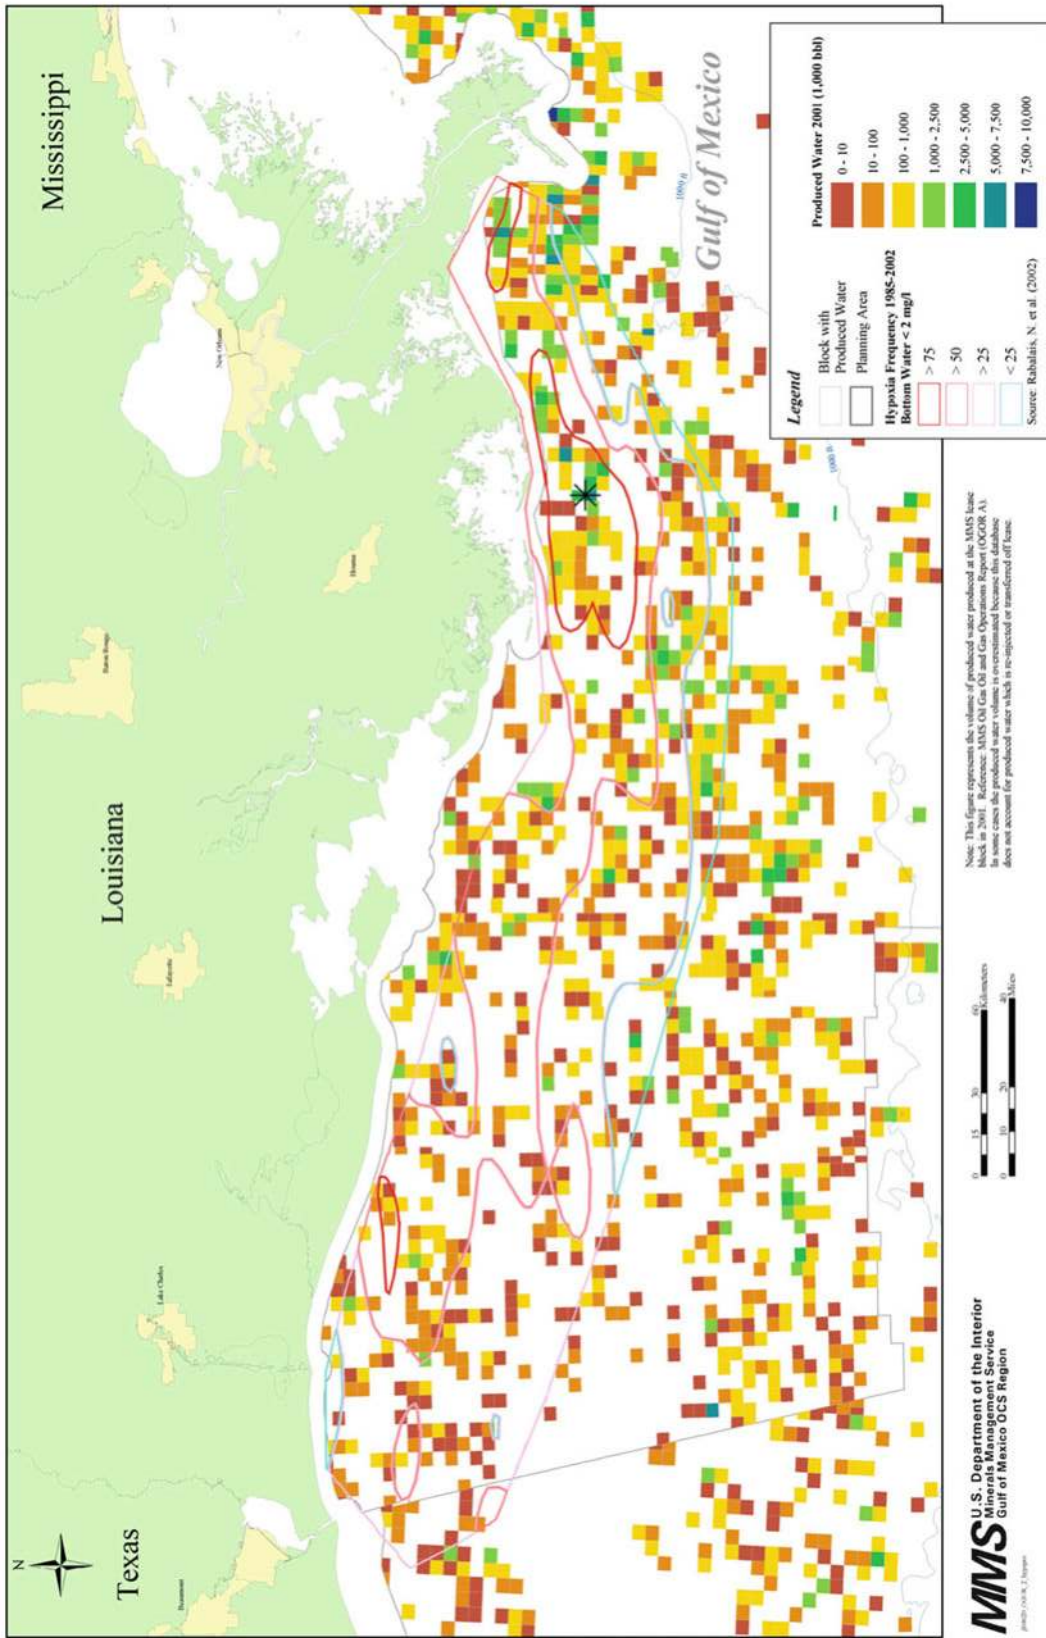 N
Texas
Louisiana
Mississippi
Beaumont
Lake Charles
Lafayette
Baton Rouge
Houma
New Orleans
Gulf of Mexico
1000 ft
1000 ft
Legend
Block with
Produced Water
Planning Area
Hypoxia Frequency 1985-2002
Bottom Water < 2 mg/l
> 75
> 50
> 25
< 25
Source: Rabalais, N. et al. (2002)
Produced Water 2001 (1,000 bbl)
0 - 10
10 - 100
100 - 1,000
1,000 - 2,500
2,500 - 5,000
5,000 - 7,500
7,500 - 10,000
MMS
U.S. Department of the Interior
Minerals Management Service
Gulf of Mexico OCS Region
0 15 30 60
Kilometers
0 10 20 40
Miles
Note: This figure represents the volume of produced water produced at the MMS lease
block in 2001. Reference: MMS Oil Gas Oil and Gas Operations Report (OGOR A).
In some cases the produced water volume is overestimated because this database
does not account for produced water which is re-injected or transferred off lease.